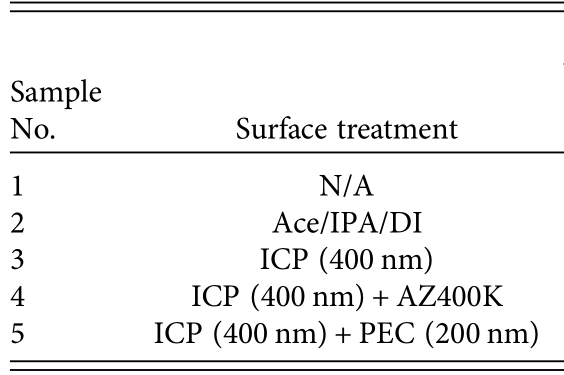 Sample
No. Surface treatment
1 N/A
2 Ace/IPA/DI
3 ICP (400 nm)
4 ICP (400 nm) + AZ400K
5 ICP (400 nm) + PEC (200 nm)